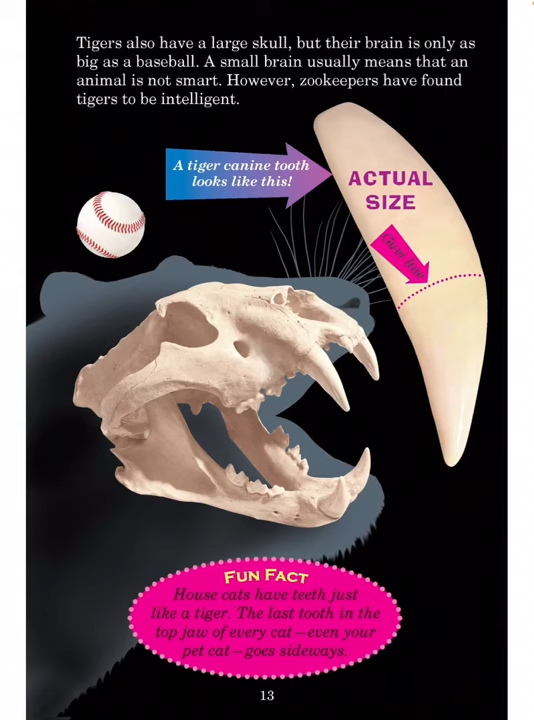 Tigers also have a large skull, but their brain is only as
big as a baseball. A small brain usually means that an
animal is not smart. However, zookeepers have found
tigers to be intelligent.
A tiger canine tooth
looks like this!
ACTUAL
SIZE
Gum line
FUN FACT
House cats have teeth just
like a tiger. The last tooth in the
top jaw of every cat – even your
pet cat – goes sideways.
13